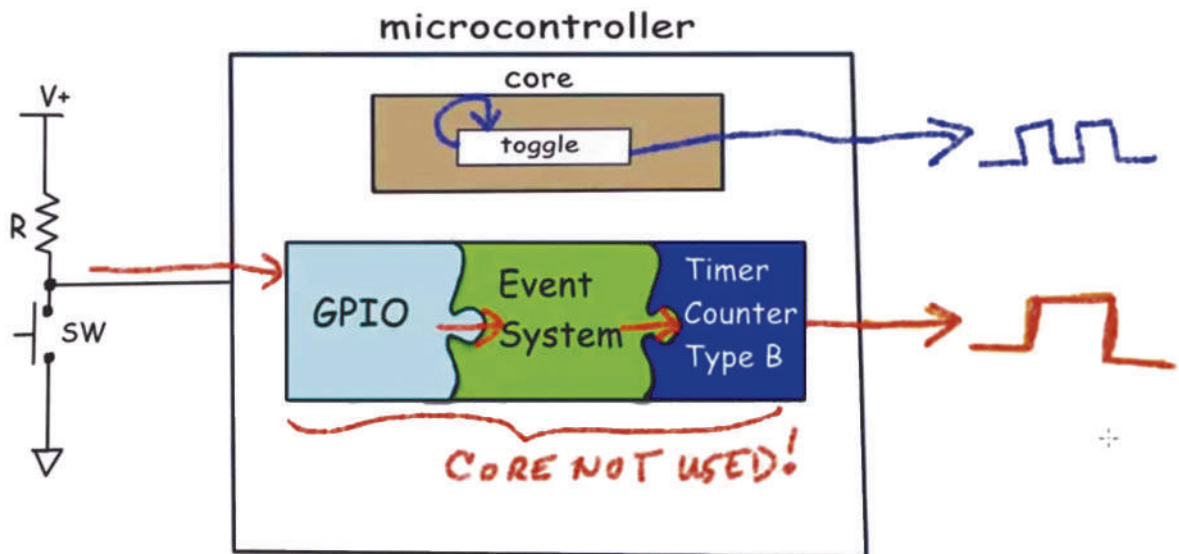 microcontroller
core
toggle
V+
R
SW
GPIO
Event
System
Timer
Counter
Type B
CORE NOT USED!